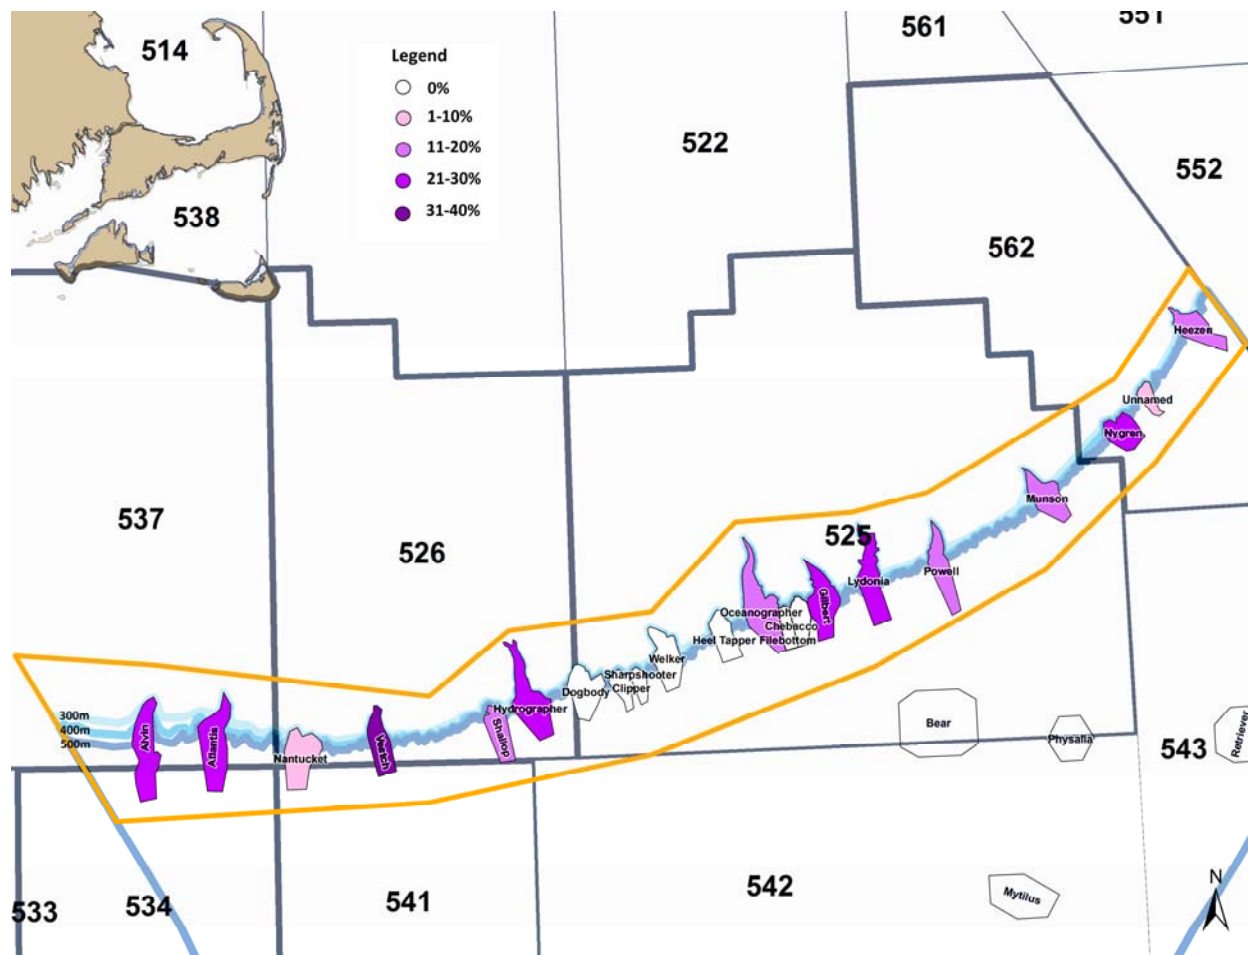 561
551
514
Legend
0%
1-10%
11-20%
21-30%
31-40%
522
552
538
562
Heezen
Unnamed
Nygren
Munson
537
526
525
Powell
Lydonia
Gilbert
Oceanographer
Chebacco
Heel Tapper
Filebottom
Welker
Sharpshooter
Clipper
Dogbody
Hydrographer
Shallop
300m
400m
500m
Alvin
Atlantis
Nantucket
Veatch
Bear
Physalia
Retriever
543
542
541
534
533
Mytilus
N